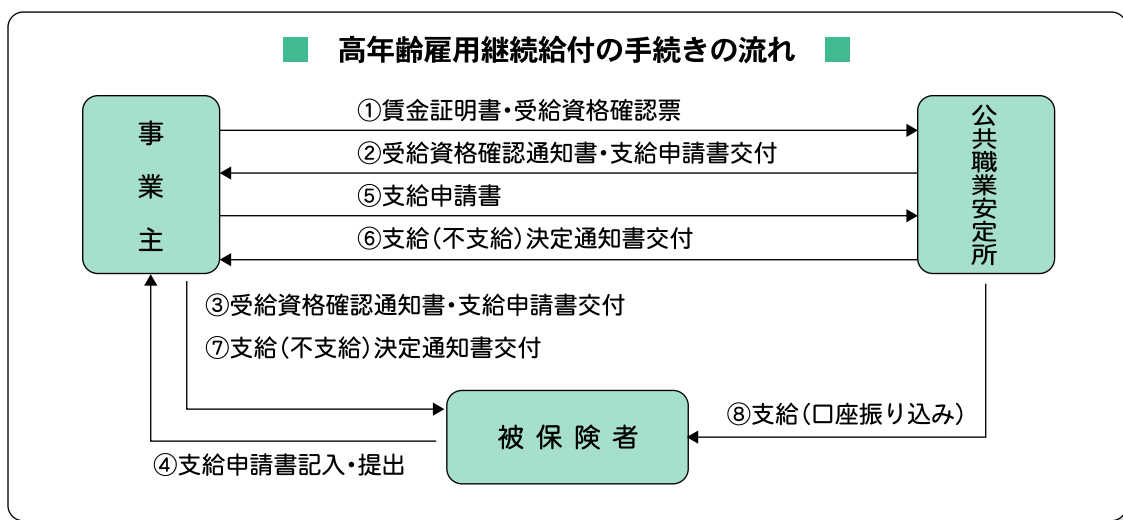 ■ 高年齢雇用継続給付の手続きの流れ ■
事業主
公共職業安定所
①賃金証明書・受給資格確認票
②受給資格確認通知書・支給申請書交付
⑤支給申請書
⑥支給(不支給)決定通知書交付
③受給資格確認通知書・支給申請書交付
⑦支給(不支給)決定通知書交付
被保険者
⑧支給(口座振り込み)
④支給申請書記入・提出